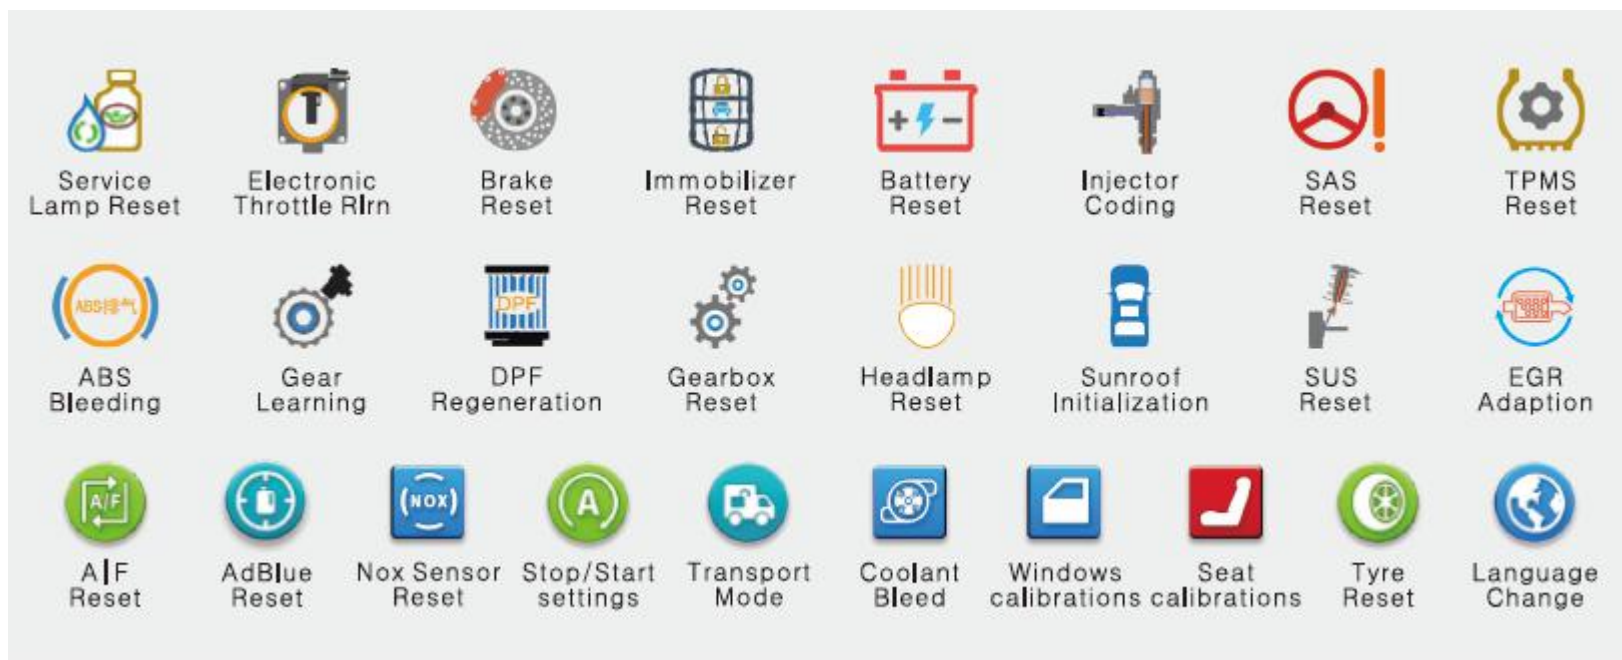 Service
Lamp Reset
Electronic
Throttle Rlrn
Brake
Reset
Immobilizer
Reset
+ -
Battery
Reset
Injector
Coding
SAS
Reset
TPMS
Reset
ABS排气
ABS
Bleeding
Gear
Learning
DPF
DPF
Regeneration
Gearbox
Reset
Headlamp
Reset
Sunroof
Initialization
SUS
Reset
EGR
Adaption
A/F
A|F
Reset
AdBlue
Reset
(NOX)
Nox Sensor
Reset
A
Stop/Start
settings
Transport
Mode
Coolant
Bleed
Windows
calibrations
Seat
calibrations
Tyre
Reset
Language
Change